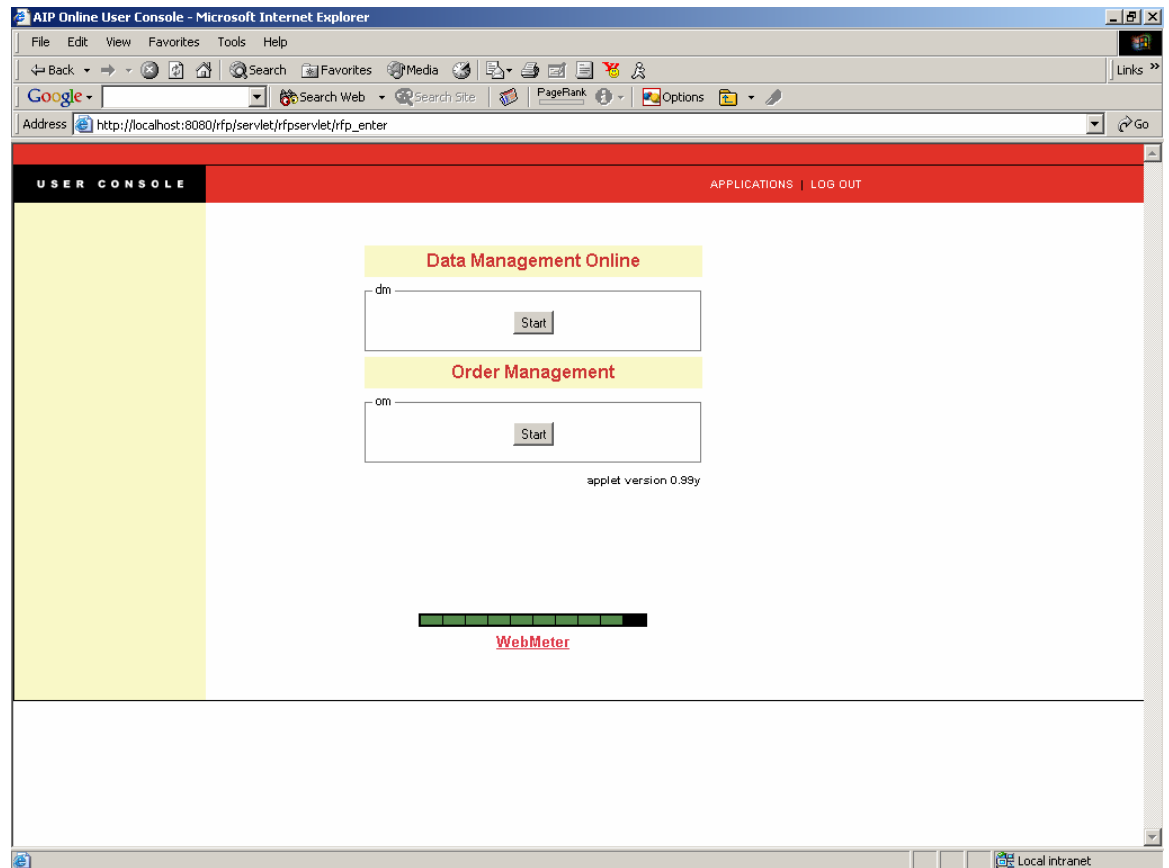 AIP Online User Console - Microsoft Internet Explorer
File Edit View Favorites Tools Help
Back Search Favorites Media Links »
Google Search Web Search Site PageRank Options
Address http://localhost:8080/rfp/servlet/rfpservlet/rfp_enter Go
USER CONSOLE APPLICATIONS | LOG OUT
Data Management Online
dm
Start
Order Management
om
Start
applet version 0.99y
WebMeter
Local intranet